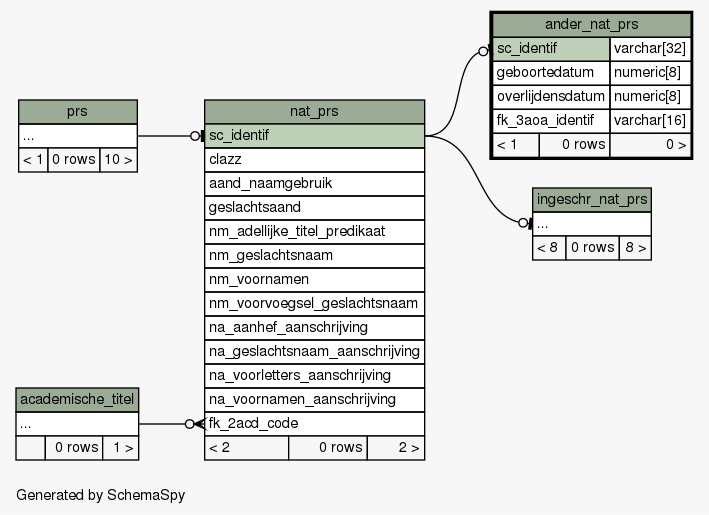 ander_nat_prs
sc_identif varchar[32]
geboortedatum numeric[8]
overlijdensdatum numeric[8]
fk_3aoa_identif varchar[16]
< 1 0 rows 0 >
prs
...
< 1 0 rows 10 >
nat_prs
sc_identif
clazz
aand_naamgebruik
geslachtsaand
nm_adellijke_titel_predikaat
nm_geslachtsnaam
nm_voornamen
nm_voorvoegsel_geslachtsnaam
na_aanhef_aanschrijving
na_geslachtsnaam_aanschrijving
na_voorletters_aanschrijving
na_voornamen_aanschrijving
fk_2acd_code
< 2 0 rows 2 >
ingeschr_nat_prs
...
< 8 0 rows 8 >
academische_titel
...
0 rows 1 >
Generated by SchemaSpy